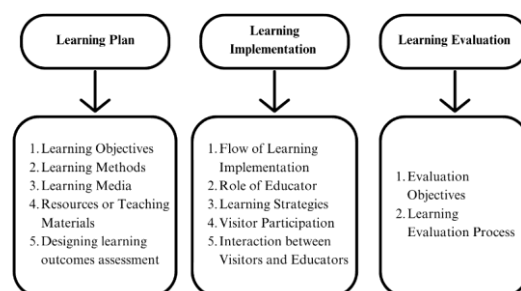 Learning Plan
Learning
Implementation
Learning Evaluation
1. Learning Objectives
2. Learning Methods
3. Learning Media
4. Resources or Teaching
Materials
5. Designing learning
outcomes assessment
1. Flow of Learning
Implementation
2. Role of Educator
3. Learning Strategies
4. Visitor Participation
5. Interaction between
Visitors and Educators
1. Evaluation
Objectives
2. Learning
Evaluation Process